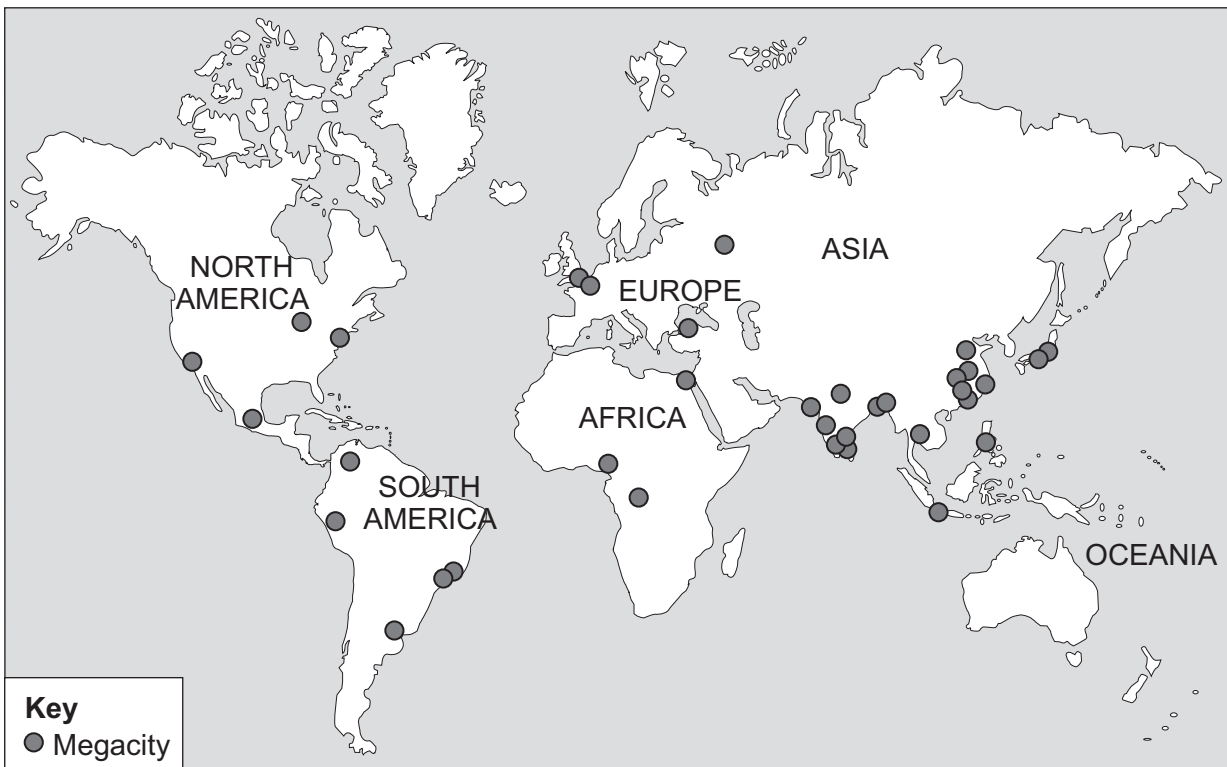 NORTH
AMERICA
ASIA
EUROPE
AFRICA
SOUTH
AMERICA
OCEANIA
Key
Megacity